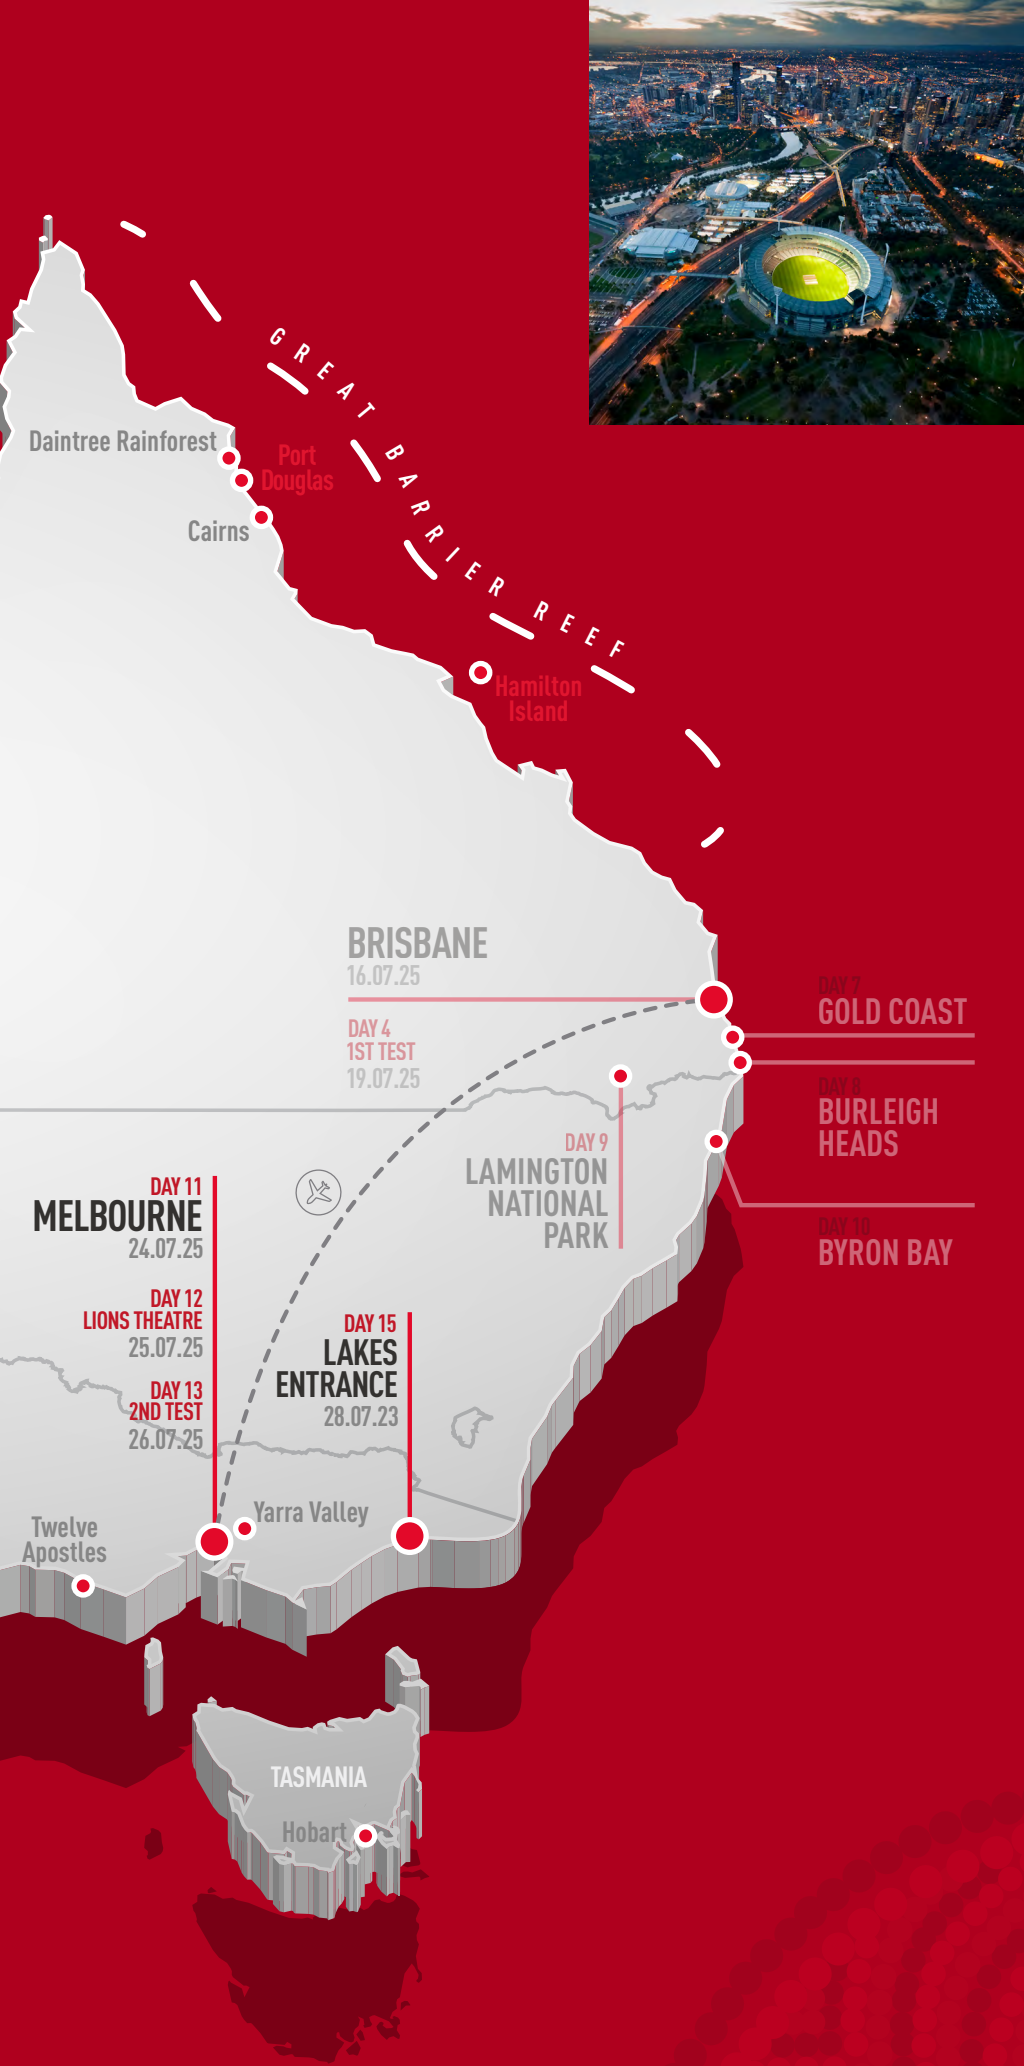 GREAT BARRIER REEF
Daintree Rainforest
Port
Douglas
Cairns
Hamilton
Island
BRISBANE
16.07.25
DAY 4
1ST TEST
19.07.25
DAY 7
GOLD COAST
DAY 8
BURLEIGH
HEADS
DAY 9
LAMINGTON
NATIONAL
PARK
DAY 10
BYRON BAY
DAY 11
MELBOURNE
24.07.25
DAY 12
LIONS THEATRE
25.07.25
DAY 13
2ND TEST
26.07.25
DAY 15
LAKES
ENTRANCE
28.07.23
Yarra Valley
Twelve
Apostles
TASMANIA
Hobart